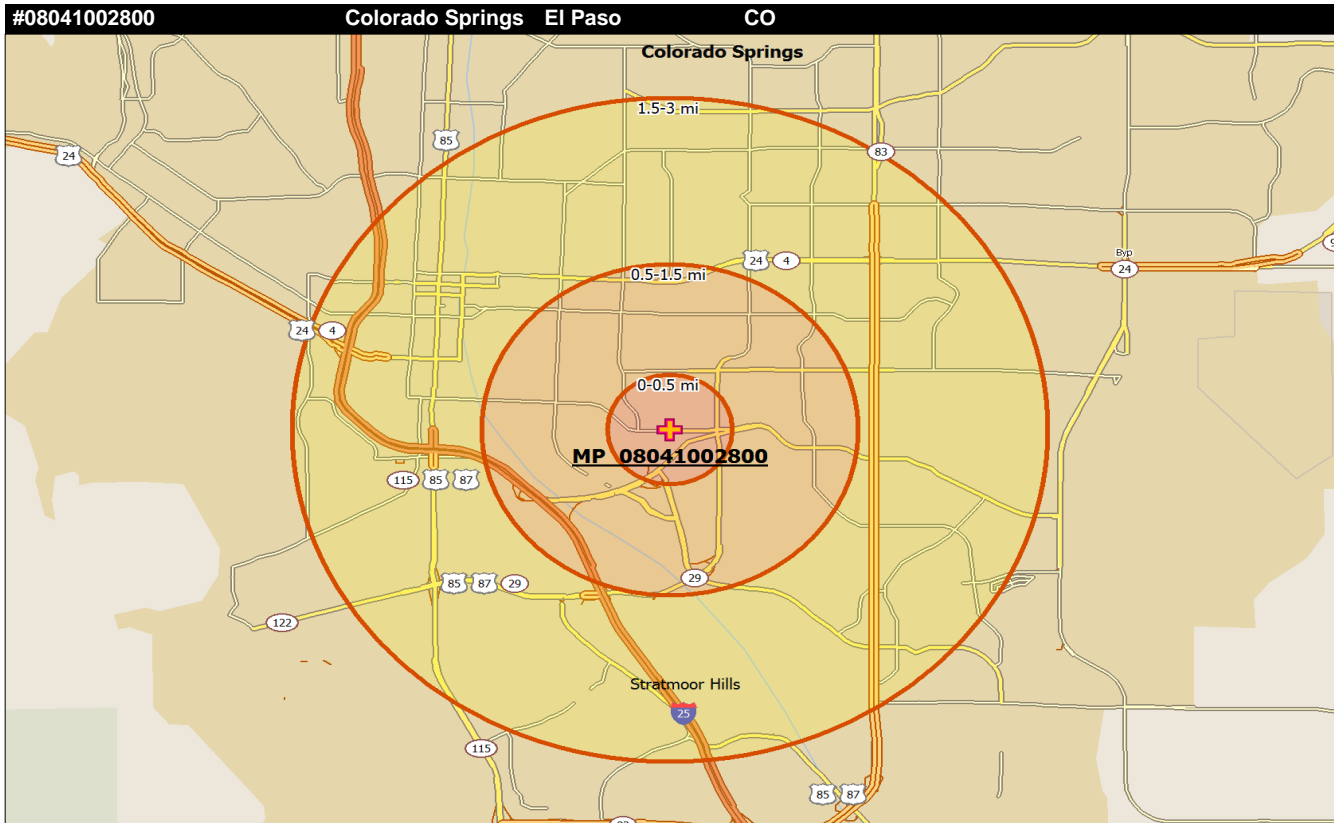 #08041002800 Colorado Springs El Paso CO
Colorado Springs
1.5-3 mi
85
83
24
24 4
Byp
24
0.5-1.5 mi
24 4
0-0.5 mi
MP 08041002800
115 85 87
29
85 87 29
122
Stratmoor Hills
25
115
85 87